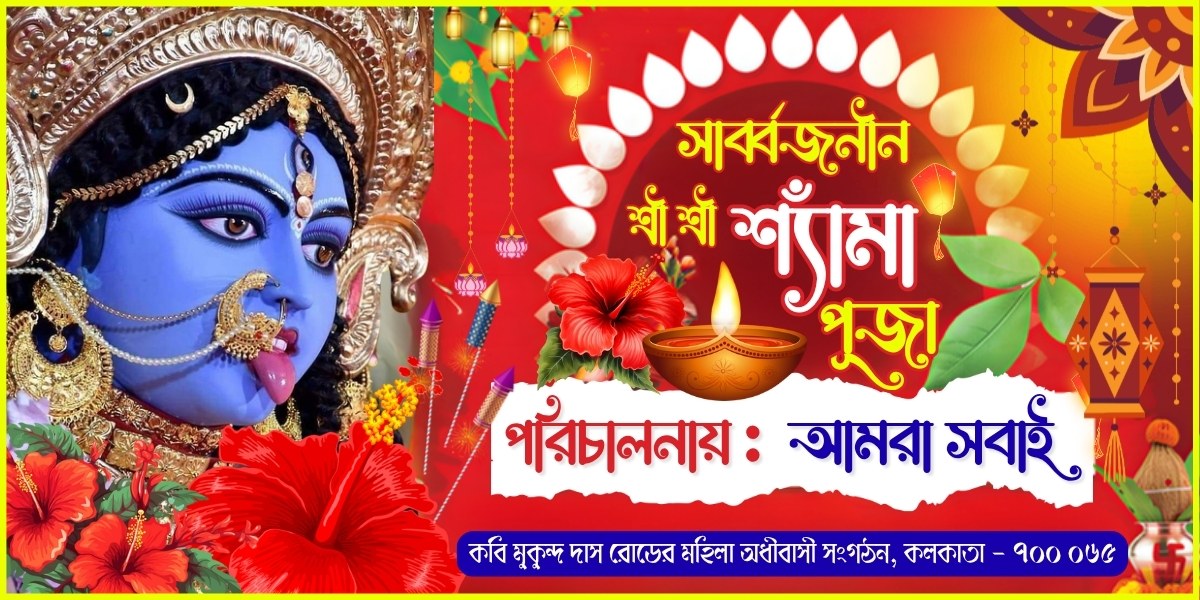 সার্ব্বজনীন
শ্রী শ্রী শ্যাঁমা
পূজা
পরিচালনায় : আমরা সবাই
কবি মুকুন্দ দাস রোডের মহিলা অধীবাসী সংগঠন, কলকাতা - ৭০০ ০৬৫